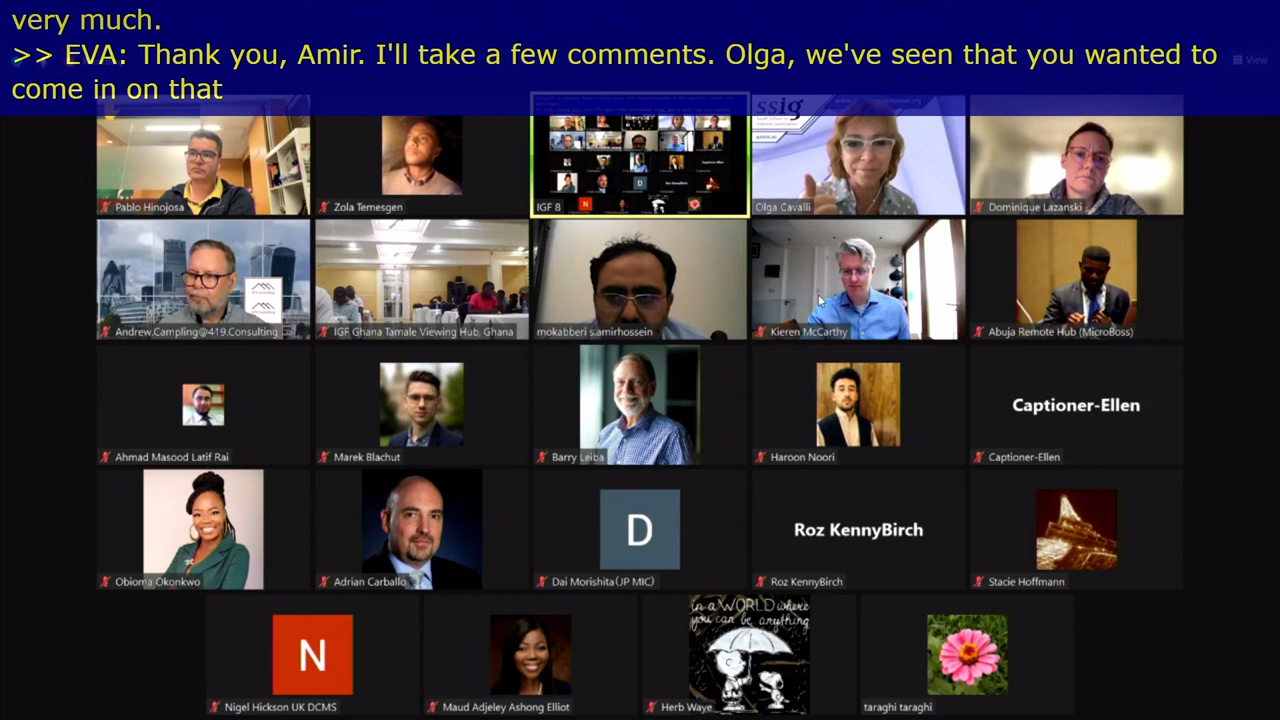 very much.
>> EVA: Thank you, Amir. I'll take a few comments. Olga, we've seen that you wanted to
come in on that
View
ssig
Pablo Hinojosa
Zola Temesgen
IGF 8
Olga Cavalli
Dominique Lazanski
Andrew.Campling@419.Consulting
IGF Ghana Tamale Viewing Hub, Ghana
mokabberi s.amirhossein
Kieren McCarthy
Abuja Remote Hub (MicroBoss)
Captioner-Ellen
Ahmad Masood Latif Rai
Marek Blachut
Barry Leiba
Haroon Noori
Captioner-Ellen
D
Roz KennyBirch
Obioma Okonkwo
Adrian Carballo
Dai Morishita(JP MIC)
Roz KennyBirch
Stacie Hoffmann
N
in a WORLD where
you can be anything
Nigel Hickson UK DCMS
Maud Adjeley Ashong Elliot
Herb Waye
taraghi taraghi